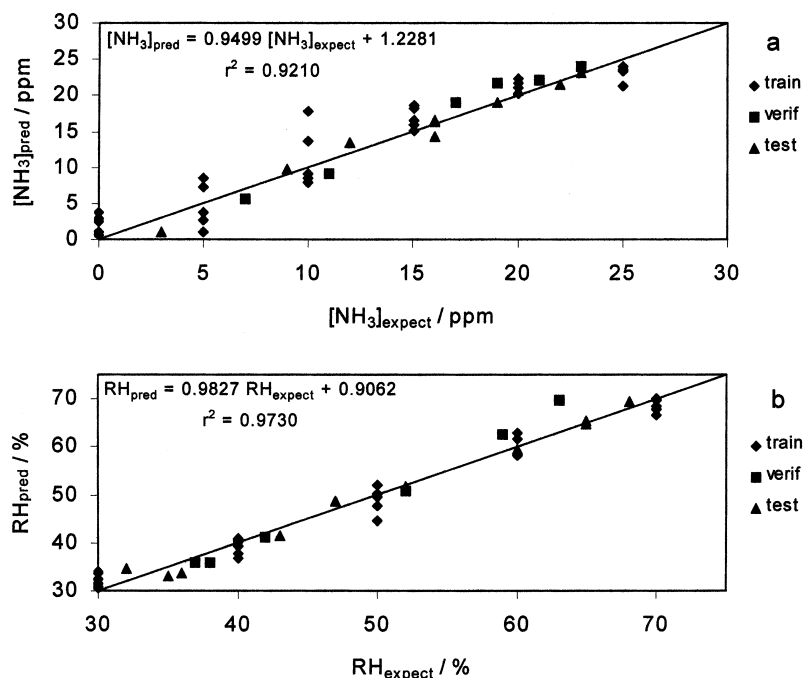 [NH3]pred = 0.9499 [NH3]expect + 1.2281
r² = 0.9210
a
train
verif
test
[NH3]pred / ppm
30
25
20
15
10
5
0
0 5 10 15 20 25 30
[NH3]expect / ppm
RHpred = 0.9827 RHexpect + 0.9062
r² = 0.9730
b
train
verif
test
RHpred / %
70
60
50
40
30
30 40 50 60 70
RHexpect / %